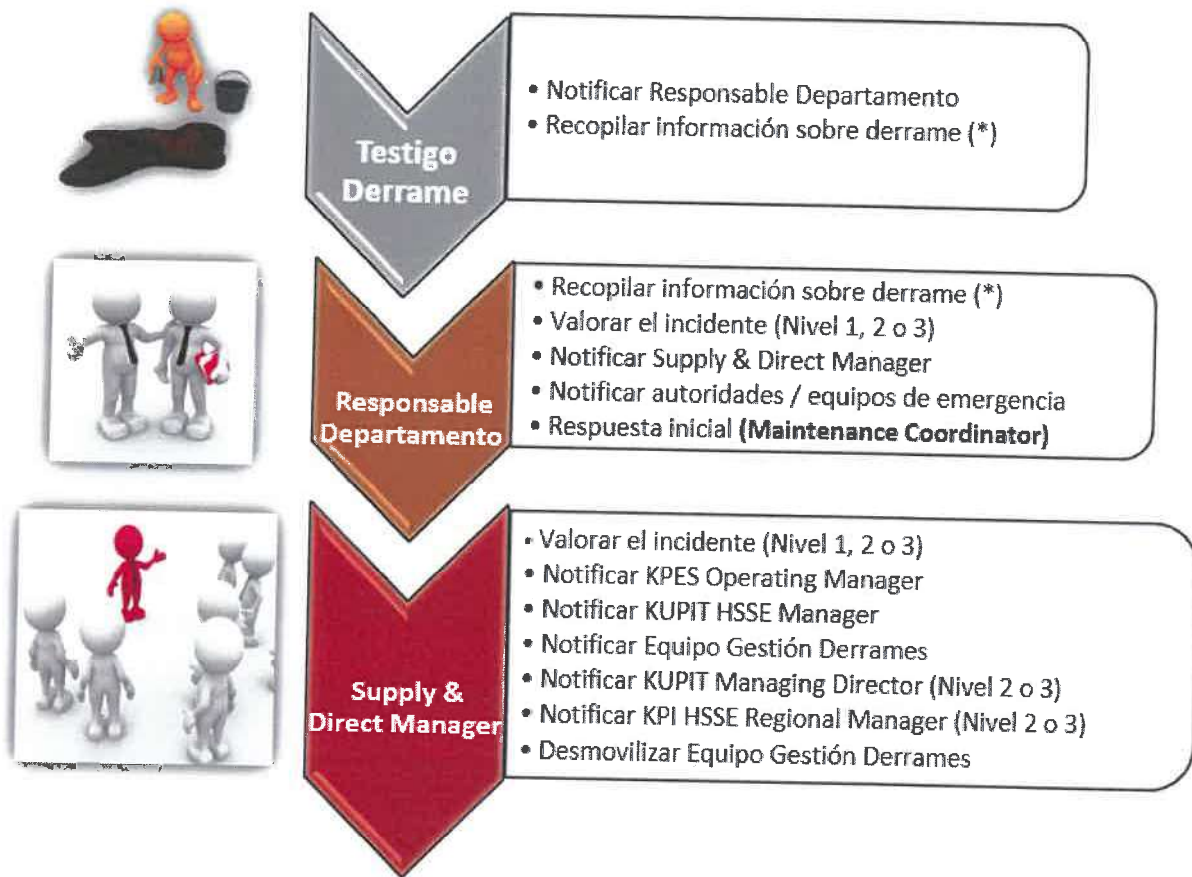 Testigo
Derrame
• Notificar Responsable Departamento
• Recopilar información sobre derrame (*)
Responsable
Departamento
• Recopilar información sobre derrame (*)
• Valorar el incidente (Nivel 1, 2 o 3)
• Notificar Supply & Direct Manager
• Notificar autoridades / equipos de emergencia
• Respuesta inicial (Maintenance Coordinator)
Supply &
Direct Manager
• Valorar el incidente (Nivel 1, 2 o 3)
• Notificar KPES Operating Manager
• Notificar KUPIT HSSE Manager
• Notificar Equipo Gestión Derrames
• Notificar KUPIT Managing Director (Nivel 2 o 3)
• Notificar KPI HSSE Regional Manager (Nivel 2 o 3)
• Desmovilizar Equipo Gestión Derrames